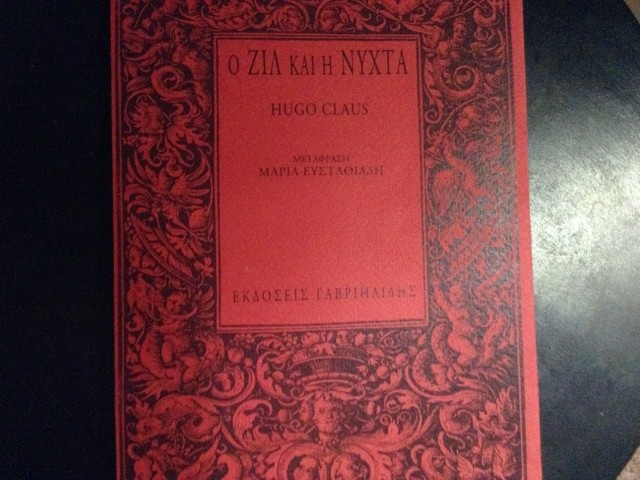 Ο ΖΙΛ ΚΑΙ Η ΝΥΧΤΑ
HUGO CLAUS
ΜΕΤΑΦΡΑΣΗ
ΜΑΡΙΑ ΕΥΣΤΑΘΙΑΔΗ
ΕΚΔΟΣΕΙΣ ΓΑΒΡΙΗΛΙΔΗΣ